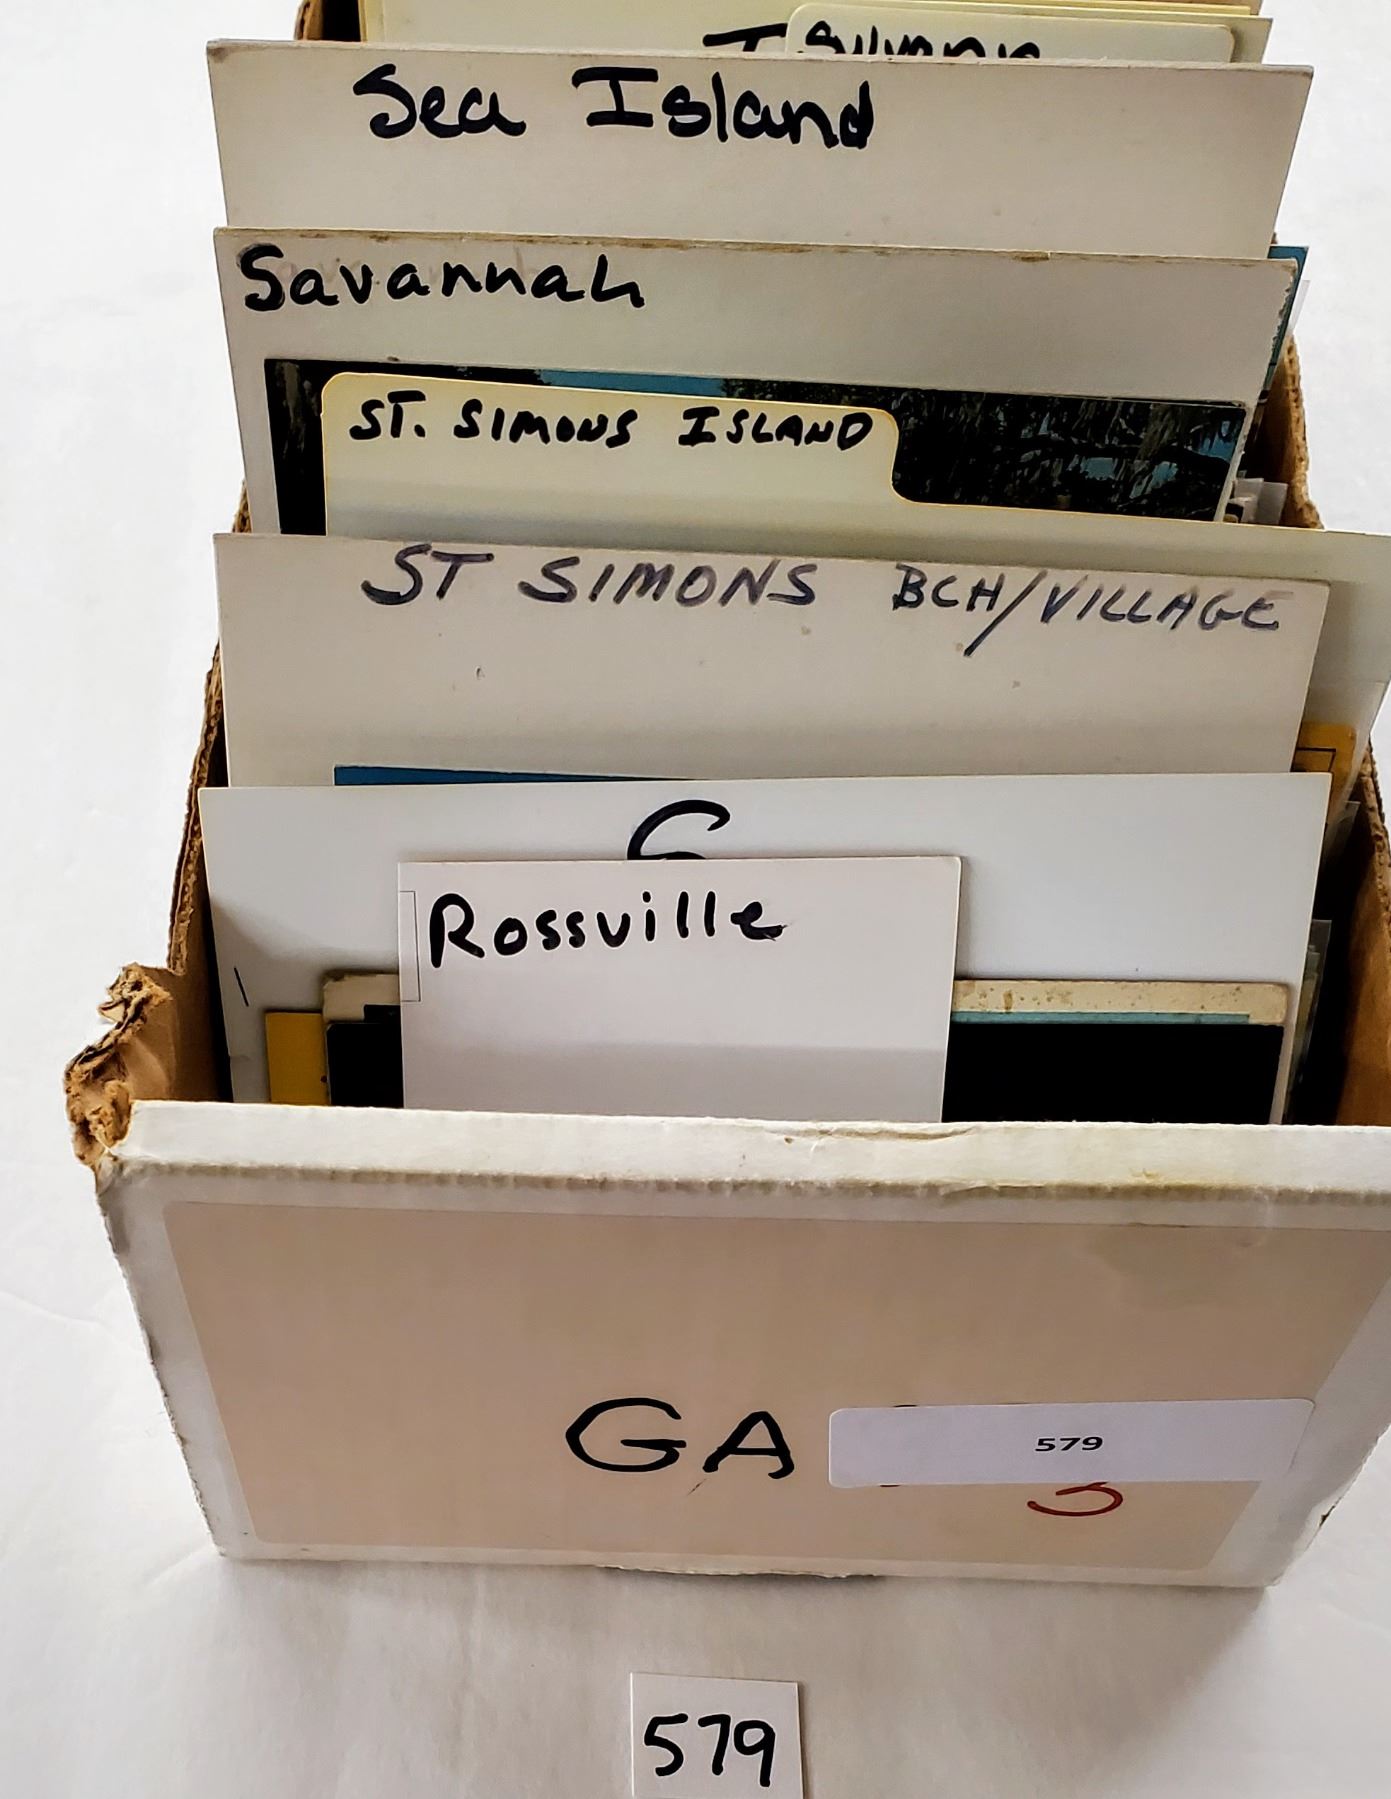 Sea Island
Savannah
ST. SIMONS ISLAND
ST SIMONS BCH/VILLAGE
Rossville
GA
579
3
579